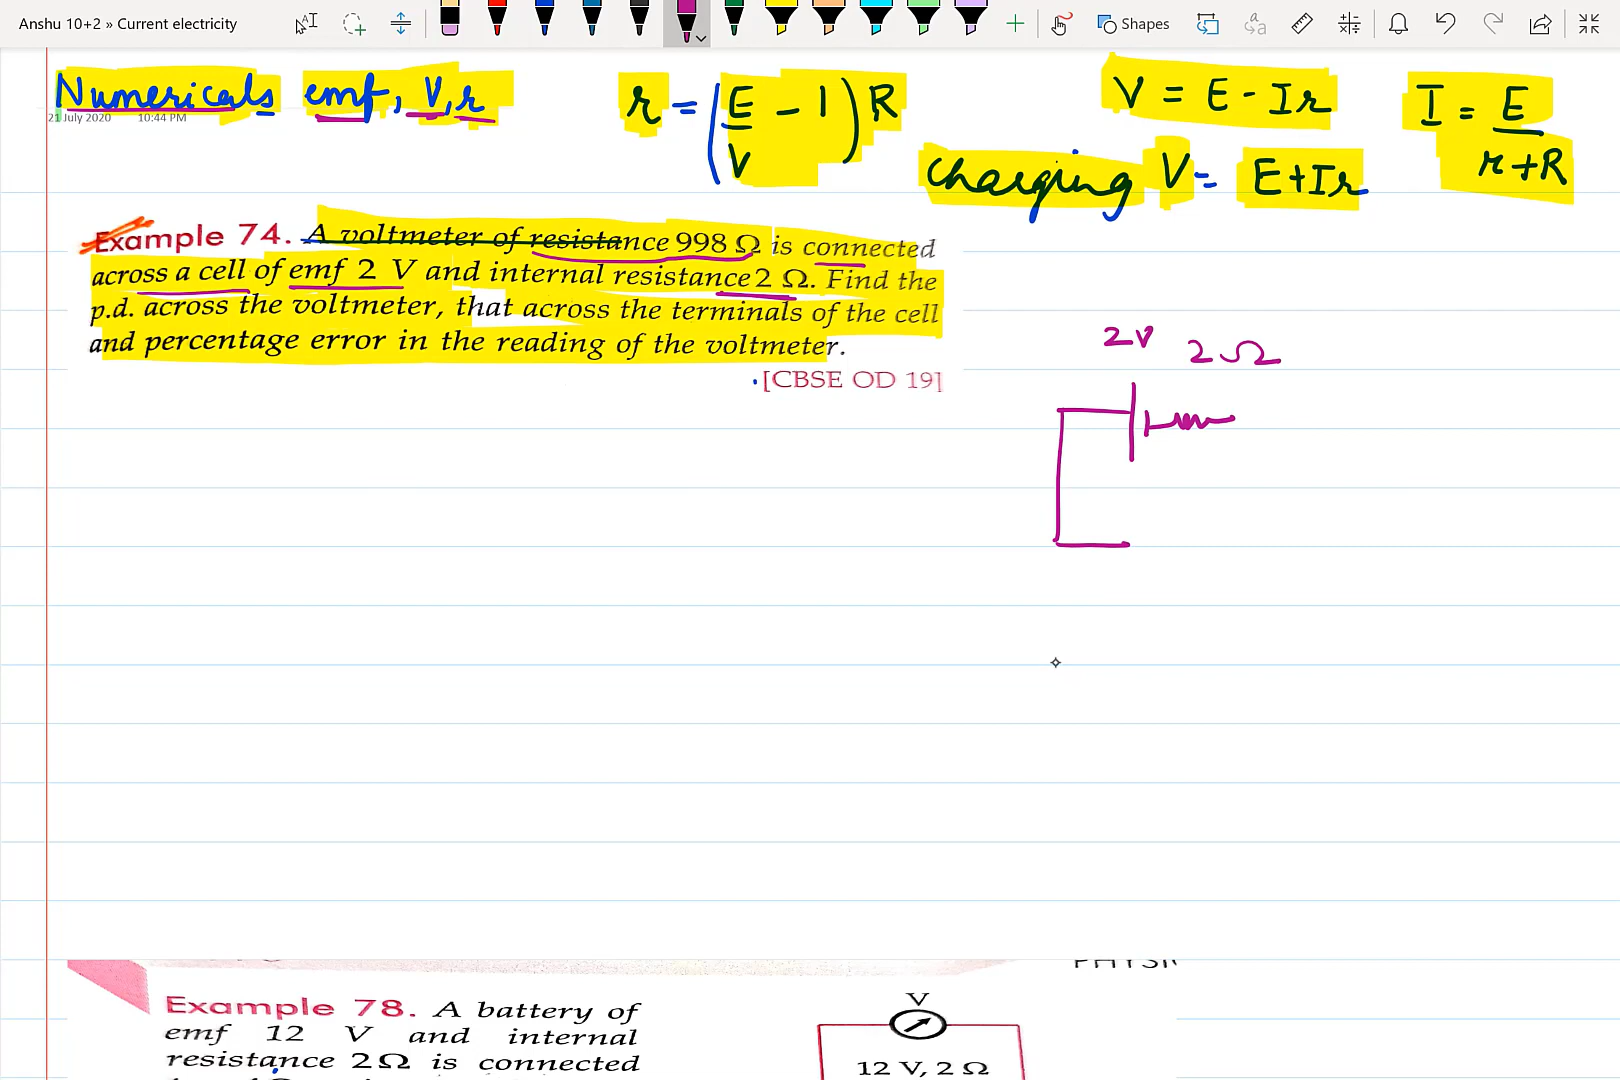 Anshu 10+2 » Current electricity
Shapes
Numericals emf, V, r
r = (E/V - 1) R
V = E - Ir
I = E/r+R
21 July 2020 10:44 PM
charging V = E+Ir
Example 74. A voltmeter of resistance 998 Ω is connected
across a cell of emf 2 V and internal resistance 2 Ω. Find the
p.d. across the voltmeter, that across the terminals of the cell
and percentage error in the reading of the voltmeter.
[CBSE OD 19]
2V 2Ω
Example 78. A battery of
emf 12 V and internal
resistance 2Ω is connected
V
12 V, 2 Ω